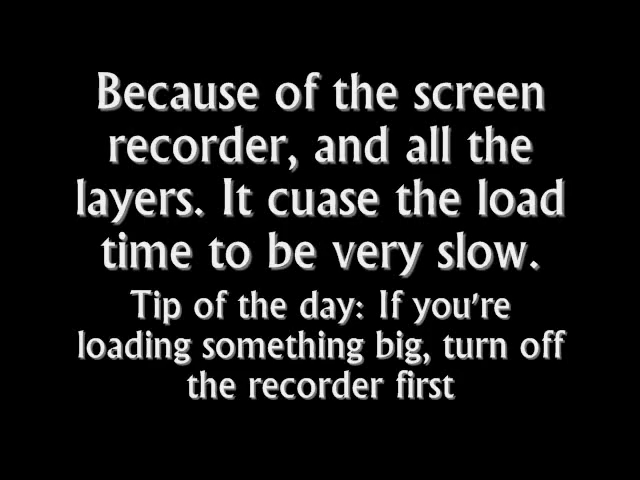 Because of the screen
recorder, and all the
layers. It cuase the load
time to be very slow.
Tip of the day: If you're
loading something big, turn off
the recorder first